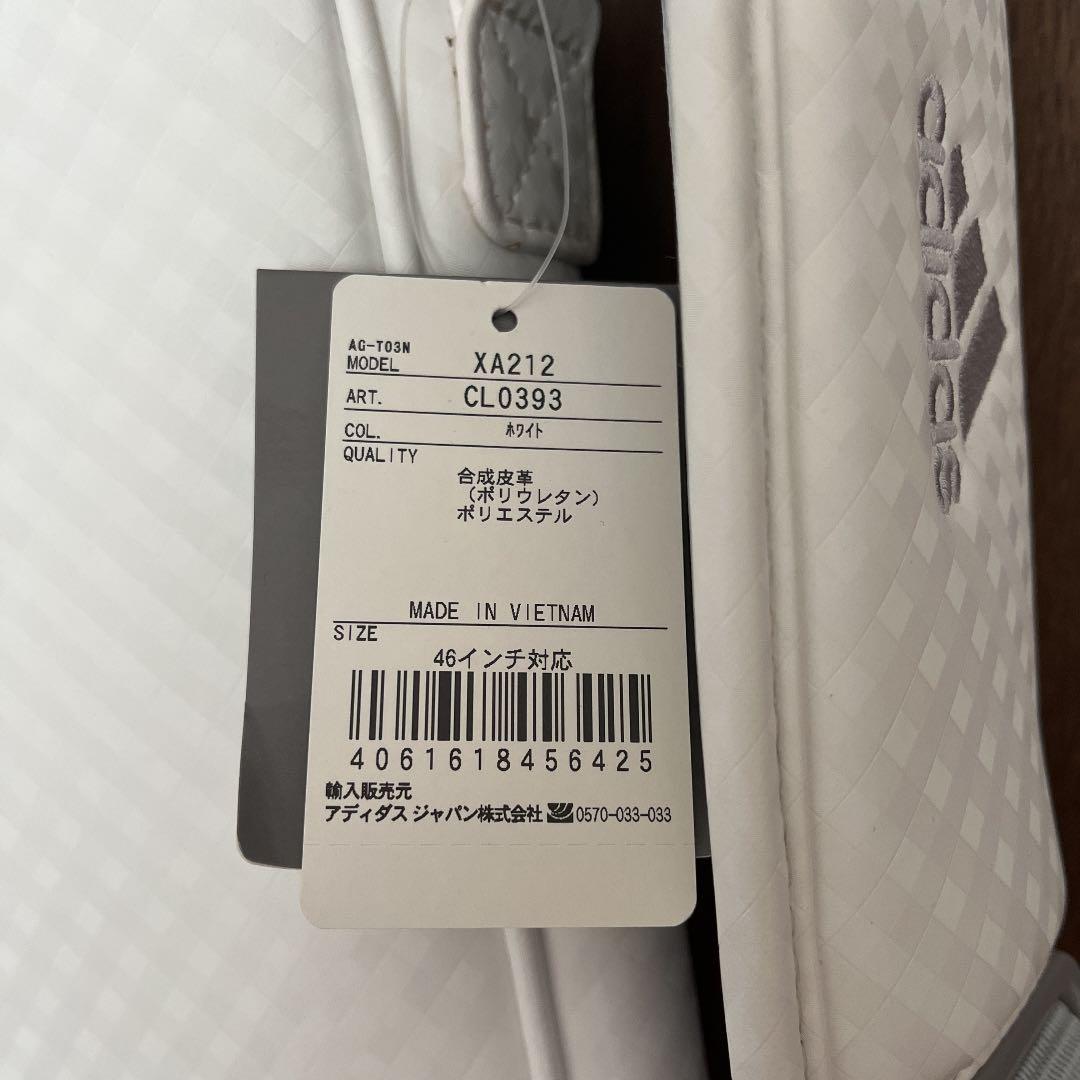 AG-T03N
MODEL XA212
ART. CL0393
COL. ﾎﾜｲﾄ
QUALITY
合成皮革
（ポリウレタン）
ポリエステル
MADE IN VIETNAM
SIZE
46インチ対応
4061618456425
輸入販売元
アディダス ジャパン株式会社 0570-033-033
adidas